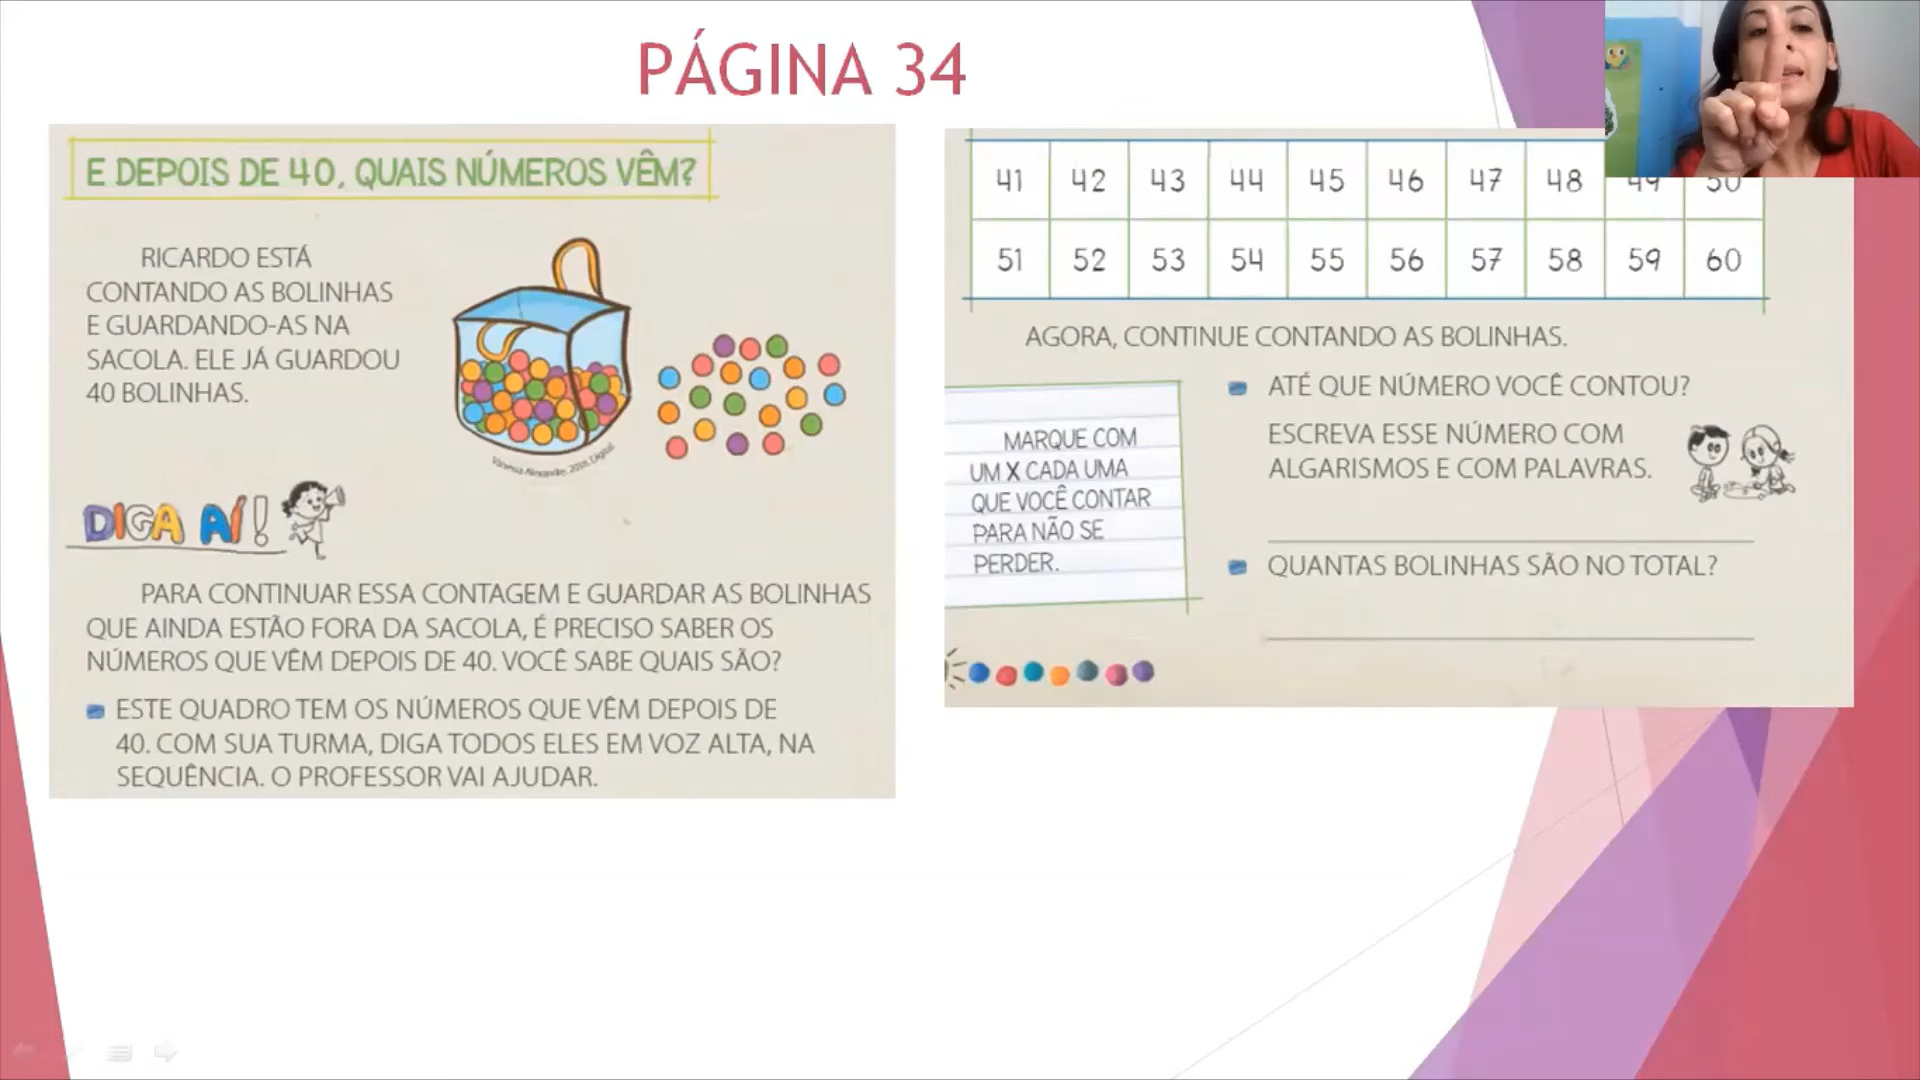 PÁGINA 34
E DEPOIS DE 40, QUAIS NÚMEROS VÊM?
RICARDO ESTÁ
CONTANDO AS BOLINHAS
E GUARDANDO-AS NA
SACOLA. ELE JÁ GUARDOU
40 BOLINHAS.
Vanessa Alexandre. 2018. Digital
DIGA AÍ!
PARA CONTINUAR ESSA CONTAGEM E GUARDAR AS BOLINHAS
QUE AINDA ESTÃO FORA DA SACOLA, É PRECISO SABER OS
NÚMEROS QUE VÊM DEPOIS DE 40. VOCÊ SABE QUAIS SÃO?
ESTE QUADRO TEM OS NÚMEROS QUE VÊM DEPOIS DE
40. COM SUA TURMA, DIGA TODOS ELES EM VOZ ALTA, NA
SEQUÊNCIA. O PROFESSOR VAI AJUDAR.
41 42 43 44 45 46 47 48 49 50
51 52 53 54 55 56 57 58 59 60
AGORA, CONTINUE CONTANDO AS BOLINHAS.
MARQUE COM
UM X CADA UMA
QUE VOCÊ CONTAR
PARA NÃO SE
PERDER.
ATÉ QUE NÚMERO VOCÊ CONTOU?
ESCREVA ESSE NÚMERO COM
ALGARISMOS E COM PALAVRAS.
QUANTAS BOLINHAS SÃO NO TOTAL?